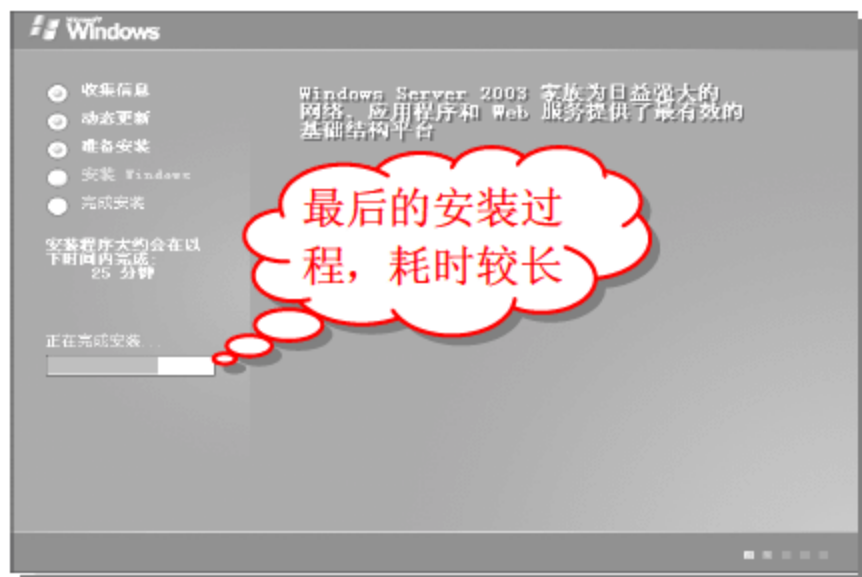 Microsoft
Windows
收集信息
动态更新
准备安装
安装 Windows
完成安装
安装程序大约会在以
下时间内完成:
25 分钟
正在完成安装...
Windows Server 2003 家族为日益强大的
网络、应用程序和 Web 服务提供了最有效的
基础结构平台
最后的安装过
程，耗时较长